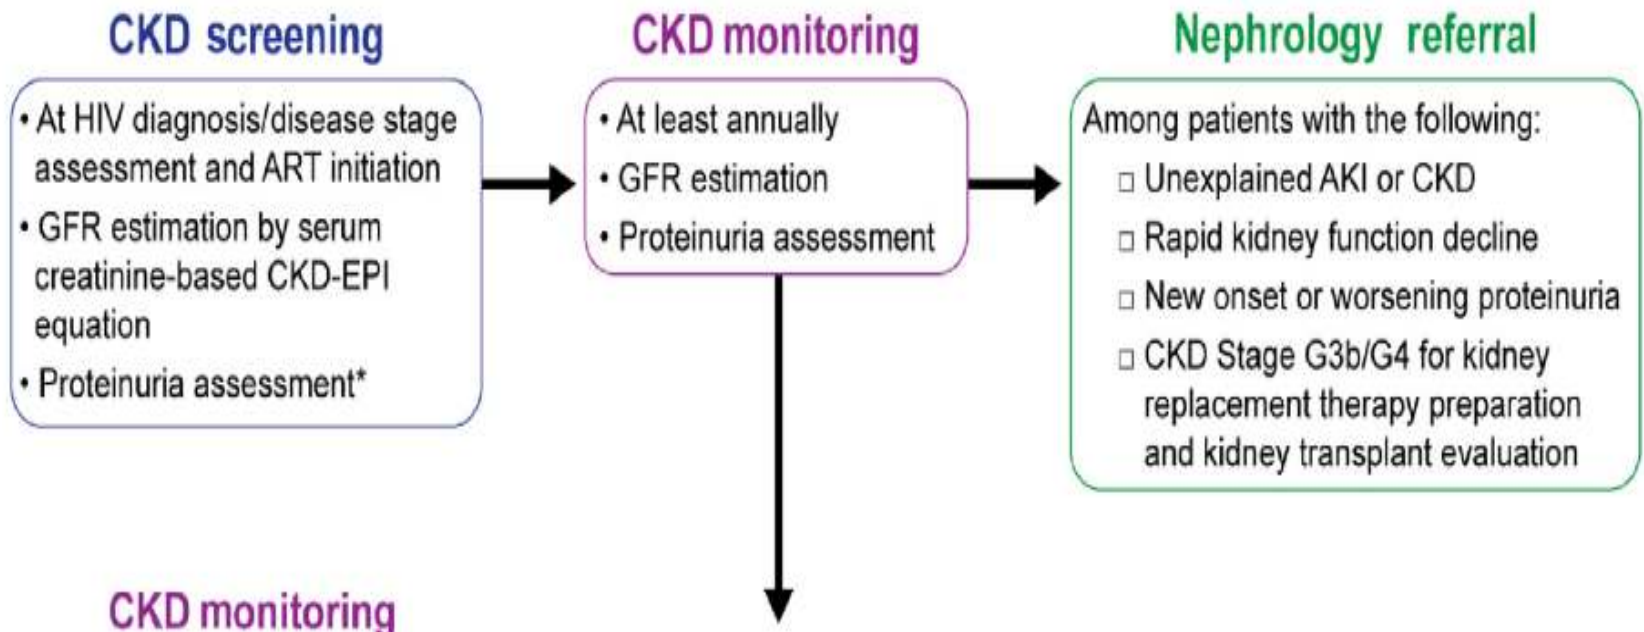 CKD screening
• At HIV diagnosis/disease stage
assessment and ART initiation
• GFR estimation by serum
creatinine-based CKD-EPI
equation
• Proteinuria assessment*
CKD monitoring
• At least annually
• GFR estimation
• Proteinuria assessment
Nephrology referral
Among patients with the following:
□ Unexplained AKI or CKD
□ Rapid kidney function decline
□ New onset or worsening proteinuria
□ CKD Stage G3b/G4 for kidney
replacement therapy preparation
and kidney transplant evaluation
CKD monitoring